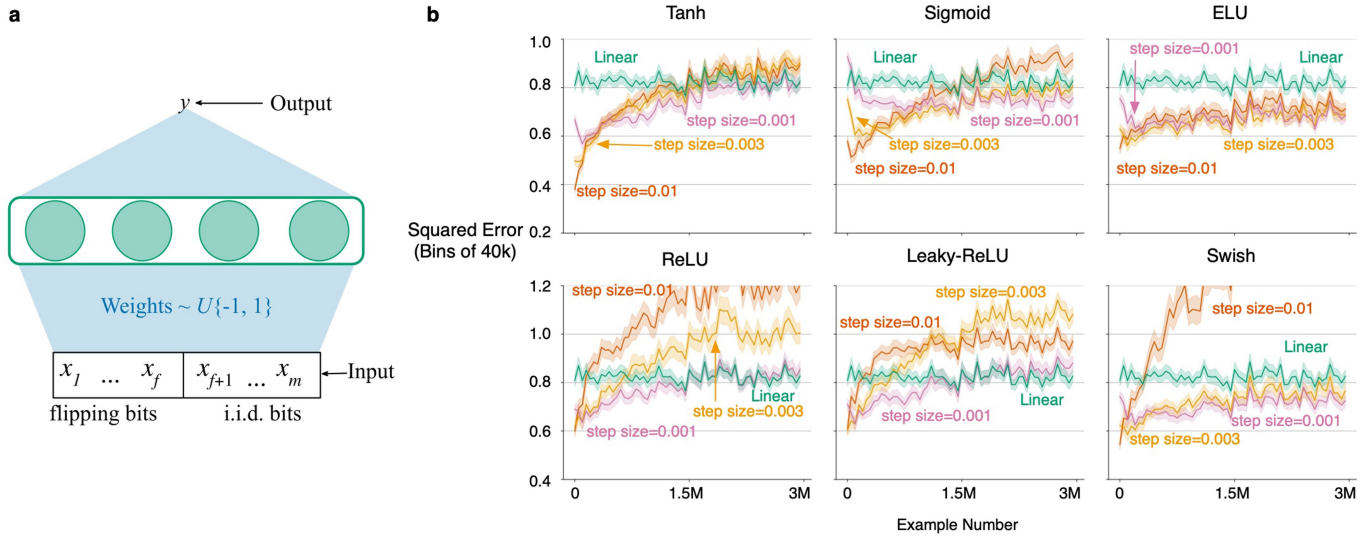 a
y
Output
Weights ~ U{-1, 1}
x1 ... xf xf+1 ... xm
Input
flipping bits
i.i.d. bits
b
Squared Error
(Bins of 40k)
Tanh
1.0
0.8
0.6
0.4
0.2
Linear
step size=0.001
step size=0.003
step size=0.01
Sigmoid
Linear
step size=0.001
step size=0.003
step size=0.01
ELU
step size=0.001
Linear
step size=0.003
step size=0.01
ReLU
1.2
1.0
0.8
0.6
0.4
step size=0.01
Linear
step size=0.003
step size=0.001
0 1.5M 3M
Leaky-ReLU
step size=0.003
step size=0.01
Linear
step size=0.001
0 1.5M 3M
Swish
step size=0.01
Linear
step size=0.001
step size=0.003
0 1.5M 3M
Example Number